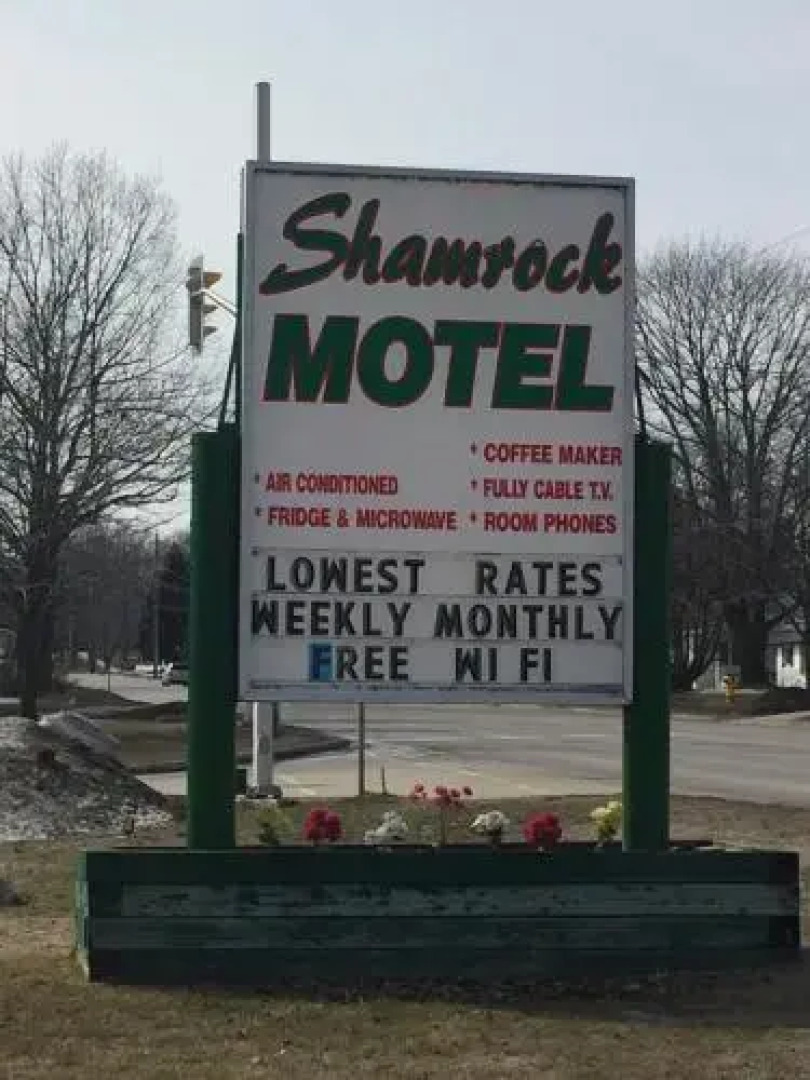 Shamrock
MOTEL
* COFFEE MAKER
* AIR CONDITIONED * FULLY CABLE T.V.
* FRIDGE & MICROWAVE * ROOM PHONES
LOWEST RATES
WEEKLY MONTHLY
FREE WI FI